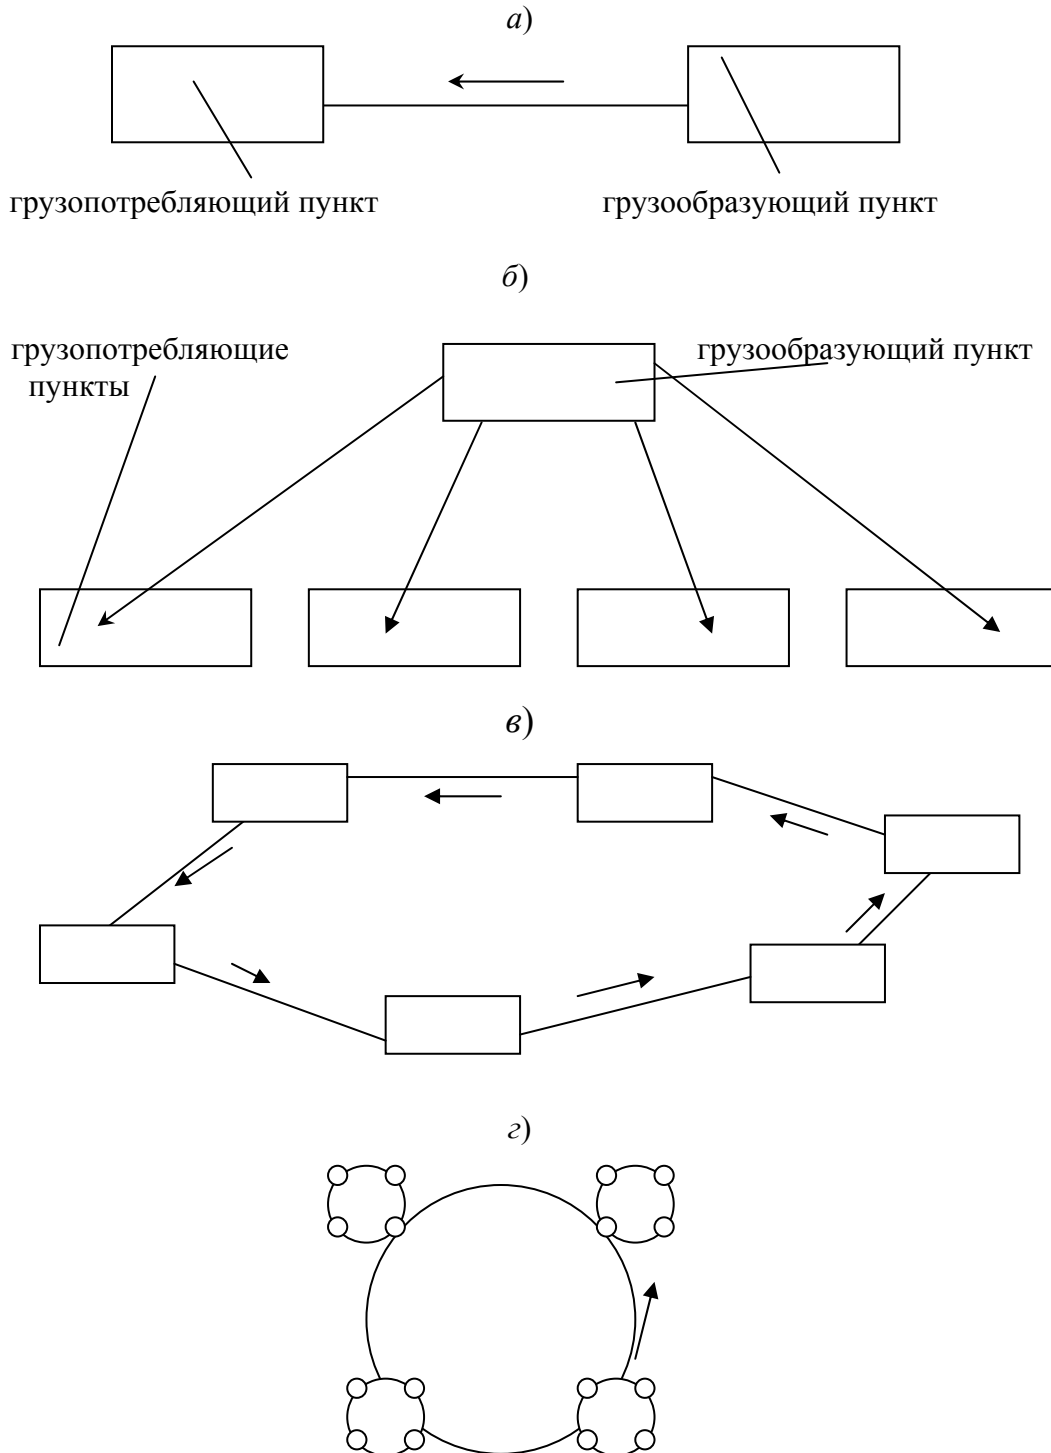 а)
грузопотребляющий пункт
грузообразующий пункт
б)
грузопотребляющие
пункты
грузообразующий пункт
в)
г)